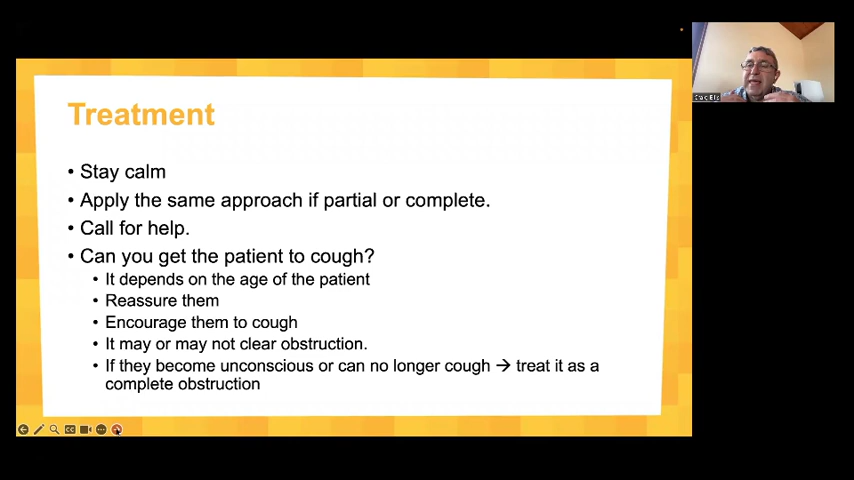 Treatment
• Stay calm
• Apply the same approach if partial or complete.
• Call for help.
• Can you get the patient to cough?
• It depends on the age of the patient
• Reassure them
• Encourage them to cough
• It may or may not clear obstruction.
• If they become unconscious or can no longer cough → treat it as a
complete obstruction
CC